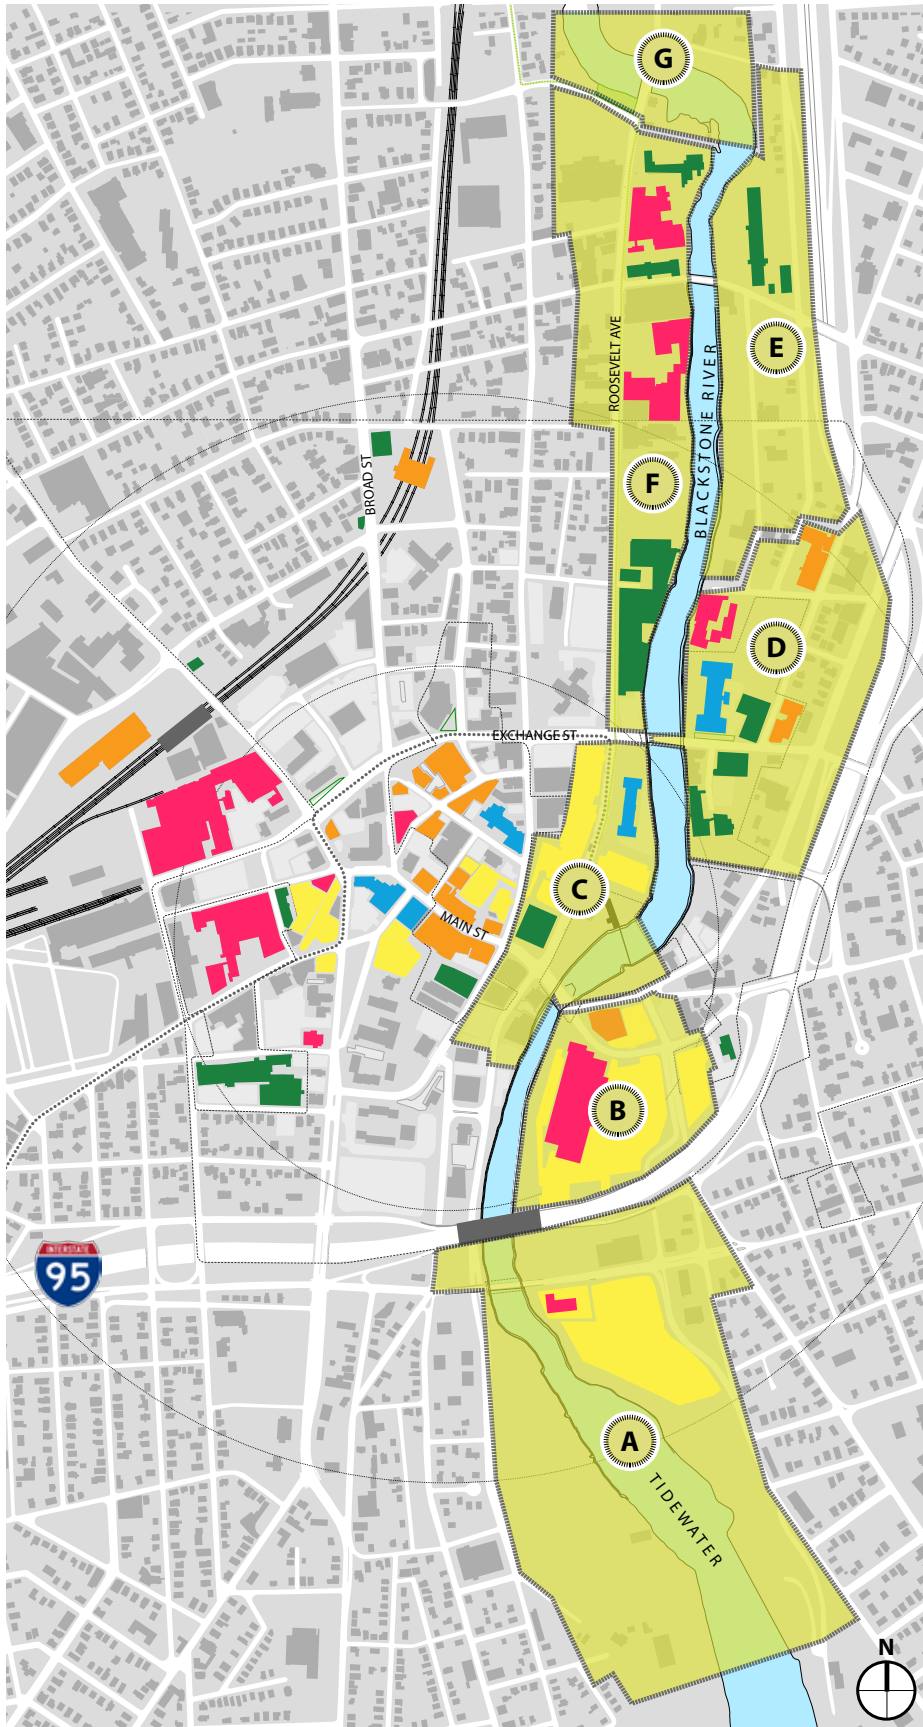 G
ROOSEVELT AVE
E
BLACKSTONE RIVER
BROAD ST
F
D
EXCHANGE ST
C
MAIN ST
B
INTERSTATE
95
A
TIDEWATER
N